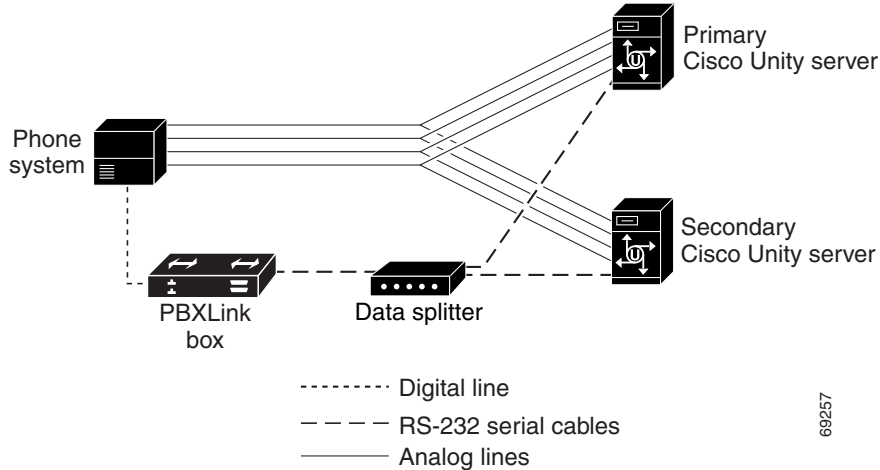 Primary
Cisco Unity server
Phone
system
Secondary
Cisco Unity server
PBXLink
box
Data splitter
Digital line
RS-232 serial cables
Analog lines
69257